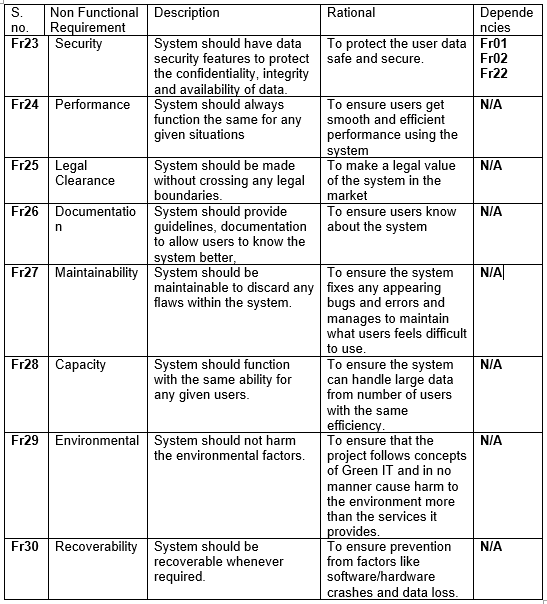 S. no. Non Functional Requirement Description Rational Depende ncies
Fr23 Security System should have data To protect the user data Fr01
security features to protect safe and secure. Fr02
the confidentiality, integrity Fr22
and availability of data.
Fr24 Performance System should always To ensure users get N/A
function the same for any smooth and efficient
given situations performance using the
system
Fr25 Legal System should be made To make a legal value N/A
Clearance without crossing any legal of the system in the
boundaries. market
Fr26 Documentatio System should provide To ensure users know N/A
n guidelines, documentation about the system
to allow users to know the
system better,
Fr27 Maintainability System should be To ensure the system N/A
maintainable to discard any fixes any appearing
flaws within the system. bugs and errors and
manages to maintain
what users feels difficult
to use.
Fr28 Capacity System should function To ensure the system N/A
with the same ability for can handle large data
any given users. from number of users
with the same
efficiency.
Fr29 Environmental System should not harm To ensure that the N/A
the environmental factors. project follows concepts
of Green IT and in no
manner cause harm to
the environment more
than the services it
provides.
Fr30 Recoverability System should be To ensure prevention N/A
recoverable whenever from factors like
required. software/hardware
crashes and data loss.